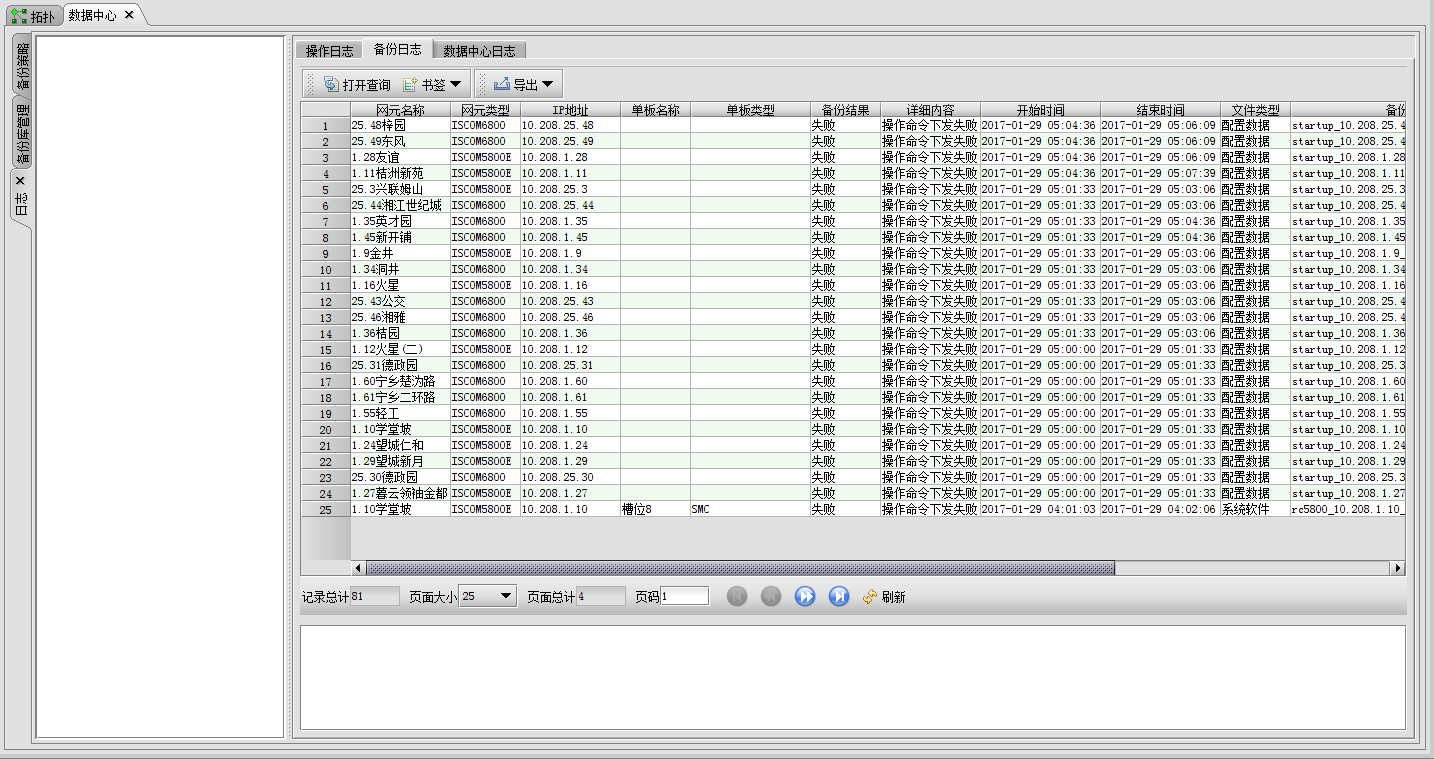 拓扑 数据中心
备份策略
备份库管理
日志
操作日志 备份日志 数据中心日志
打开查询 书签 导出
网元名称 网元类型 IP地址 单板名称 单板类型 备份结果 详细内容 开始时间 结束时间 文件类型 备份
1 25.48梓园 ISCOM6800 10.208.25.48 失败 操作命令下发失败 2017-01-29 05:04:36 2017-01-29 05:06:09 配置数据 startup_10.208.25.4
2 25.49东风 ISCOM6800 10.208.25.49 失败 操作命令下发失败 2017-01-29 05:04:36 2017-01-29 05:06:09 配置数据 startup_10.208.25.4
3 1.28友谊 ISCOM5800E 10.208.1.28 失败 操作命令下发失败 2017-01-29 05:04:36 2017-01-29 05:06:09 配置数据 startup_10.208.1.28
4 1.11桔洲新苑 ISCOM5800E 10.208.1.11 失败 操作命令下发失败 2017-01-29 05:04:36 2017-01-29 05:07:39 配置数据 startup_10.208.1.11
5 25.3兴联姆山 ISCOM5800E 10.208.25.3 失败 操作命令下发失败 2017-01-29 05:01:33 2017-01-29 05:03:06 配置数据 startup_10.208.25.3
6 25.44湘江世纪城 ISCOM6800 10.208.25.44 失败 操作命令下发失败 2017-01-29 05:01:33 2017-01-29 05:03:06 配置数据 startup_10.208.25.4
7 1.35英才园 ISCOM6800 10.208.1.35 失败 操作命令下发失败 2017-01-29 05:01:33 2017-01-29 05:04:36 配置数据 startup_10.208.1.35
8 1.45新开铺 ISCOM6800 10.208.1.45 失败 操作命令下发失败 2017-01-29 05:01:33 2017-01-29 05:04:36 配置数据 startup_10.208.1.45
9 1.9金井 ISCOM5800E 10.208.1.9 失败 操作命令下发失败 2017-01-29 05:01:33 2017-01-29 05:03:06 配置数据 startup_10.208.1.9_
10 1.34洞井 ISCOM6800 10.208.1.34 失败 操作命令下发失败 2017-01-29 05:01:33 2017-01-29 05:03:06 配置数据 startup_10.208.1.34
11 1.16火星 ISCOM5800E 10.208.1.16 失败 操作命令下发失败 2017-01-29 05:01:33 2017-01-29 05:03:06 配置数据 startup_10.208.1.16
12 25.43公交 ISCOM6800 10.208.25.43 失败 操作命令下发失败 2017-01-29 05:01:33 2017-01-29 05:03:06 配置数据 startup_10.208.25.4
13 25.46湘雅 ISCOM6800 10.208.25.46 失败 操作命令下发失败 2017-01-29 05:01:33 2017-01-29 05:03:06 配置数据 startup_10.208.25.4
14 1.36桔园 ISCOM6800 10.208.1.36 失败 操作命令下发失败 2017-01-29 05:01:33 2017-01-29 05:03:06 配置数据 startup_10.208.1.36
15 1.12火星(二) ISCOM5800E 10.208.1.12 失败 操作命令下发失败 2017-01-29 05:00:00 2017-01-29 05:01:33 配置数据 startup_10.208.1.12
16 25.31德政园 ISCOM6800 10.208.25.31 失败 操作命令下发失败 2017-01-29 05:00:00 2017-01-29 05:01:33 配置数据 startup_10.208.25.3
17 1.60宁乡楚沩路 ISCOM6800 10.208.1.60 失败 操作命令下发失败 2017-01-29 05:00:00 2017-01-29 05:01:33 配置数据 startup_10.208.1.60
18 1.61宁乡二环路 ISCOM6800 10.208.1.61 失败 操作命令下发失败 2017-01-29 05:00:00 2017-01-29 05:01:33 配置数据 startup_10.208.1.61
19 1.55轻工 ISCOM6800 10.208.1.55 失败 操作命令下发失败 2017-01-29 05:00:00 2017-01-29 05:01:33 配置数据 startup_10.208.1.55
20 1.10学堂坡 ISCOM5800E 10.208.1.10 失败 操作命令下发失败 2017-01-29 05:00:00 2017-01-29 05:01:33 配置数据 startup_10.208.1.10
21 1.24望城仁和 ISCOM5800E 10.208.1.24 失败 操作命令下发失败 2017-01-29 05:00:00 2017-01-29 05:01:33 配置数据 startup_10.208.1.24
22 1.29望城新月 ISCOM5800E 10.208.1.29 失败 操作命令下发失败 2017-01-29 05:00:00 2017-01-29 05:01:33 配置数据 startup_10.208.1.29
23 25.30德政园 ISCOM6800 10.208.25.30 失败 操作命令下发失败 2017-01-29 05:00:00 2017-01-29 05:01:33 配置数据 startup_10.208.25.3
24 1.27暮云领袖金都 ISCOM5800E 10.208.1.27 失败 操作命令下发失败 2017-01-29 05:00:00 2017-01-29 05:01:33 配置数据 startup_10.208.1.27
25 1.10学堂坡 ISCOM5800E 10.208.1.10 槽位8 SMC 失败 操作命令下发失败 2017-01-29 04:01:03 2017-01-29 04:02:06 系统软件 rc5800_10.208.1.10_
记录总计 81 页面大小 25 页面总计 4 页码 1 刷新